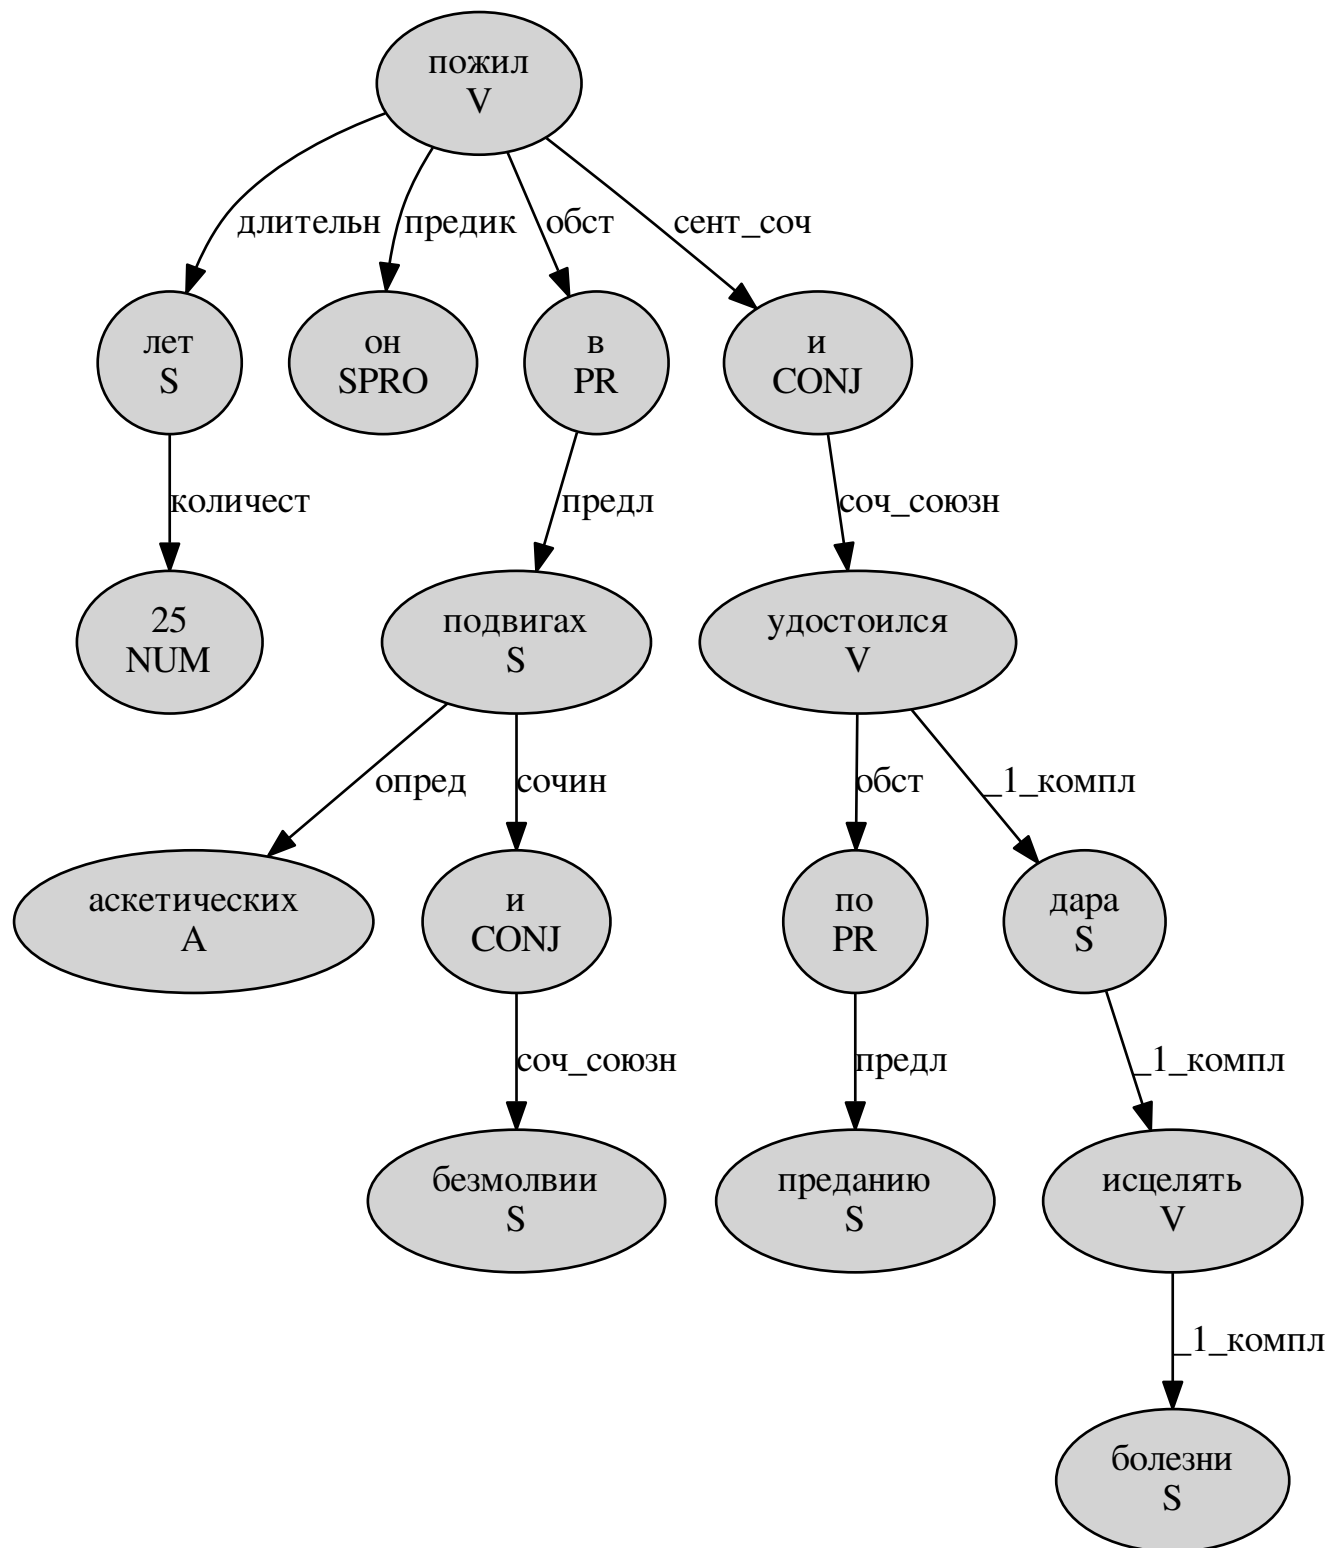 пожил
V
длительн предик обст сент_соч
лет
S
он
SPRO
в
PR
и
CONJ
количест
предл
соч_союзн
25
NUM
подвигах
S
удостоился
V
опред
сочин
обст
_1_компл
аскетических
A
и
CONJ
по
PR
дара
S
соч_союзн
предл
_1_компл
безмолвии
S
преданию
S
исцелять
V
_1_компл
болезни
S